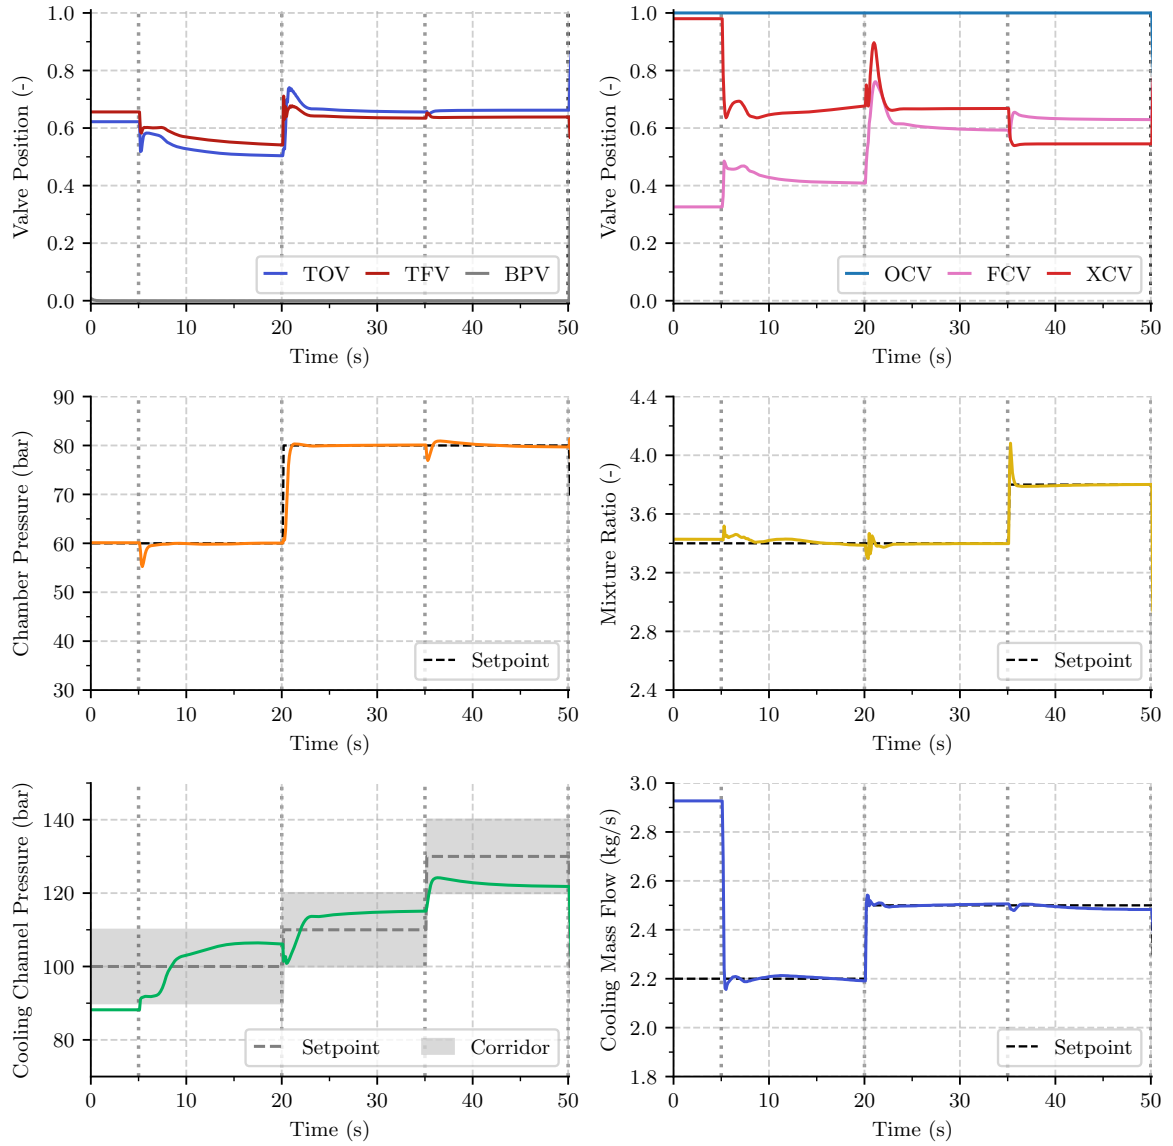 Valve Position (-)
1.0
0.8
0.6
0.4
0.2
0.0
TOV TFV BPV
0 10 20 30 40 50
Time (s)
Valve Position (-)
1.0
0.8
0.6
0.4
0.2
0.0
OCV FCV XCV
0 10 20 30 40 50
Time (s)
Chamber Pressure (bar)
90
80
70
60
50
40
30
Setpoint
0 10 20 30 40 50
Time (s)
Mixture Ratio (-)
4.4
4.0
3.6
3.2
2.8
2.4
Setpoint
0 10 20 30 40 50
Time (s)
Cooling Channel Pressure (bar)
140
120
100
80
Setpoint Corridor
0 10 20 30 40 50
Time (s)
Cooling Mass Flow (kg/s)
3.0
2.8
2.6
2.4
2.2
2.0
1.8
Setpoint
0 10 20 30 40 50
Time (s)